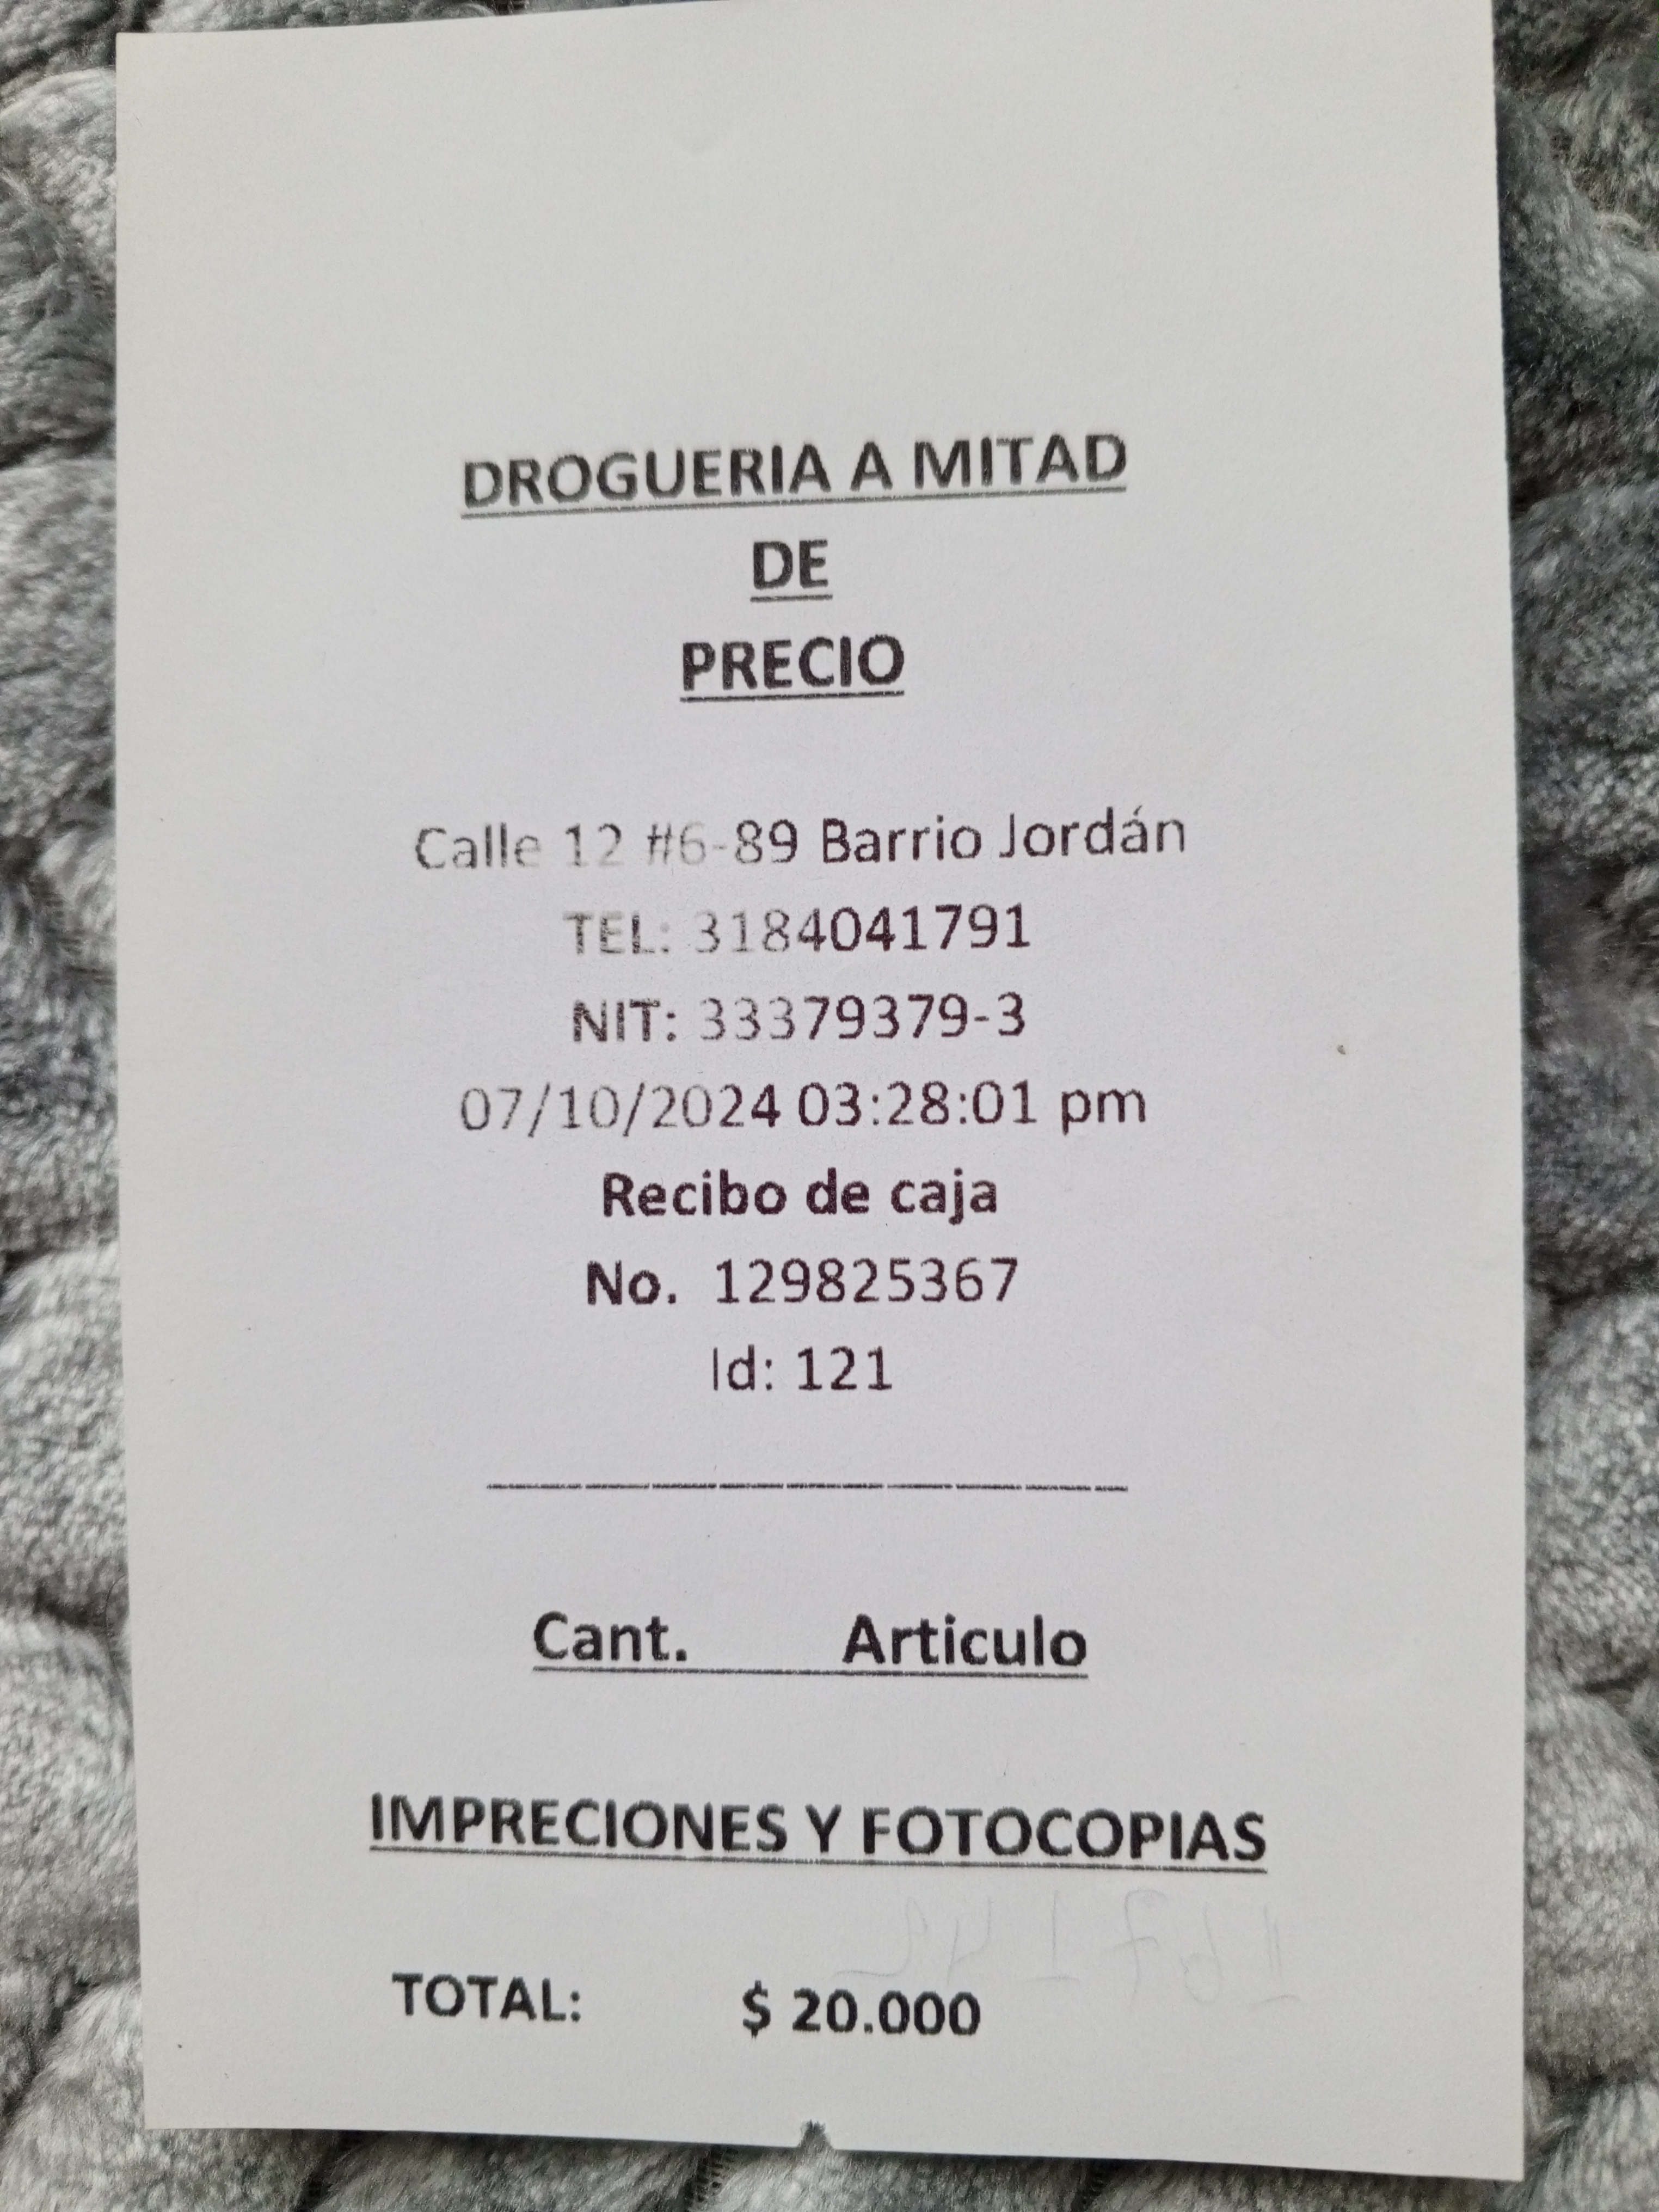 DROGUERIA A MITAD
DE
PRECIO
Calle 12 #6-89 Barrio Jordán
TEL: 3184041791
NIT: 33379379-3
07/10/2024 03:28:01 pm
Recibo de caja
No. 129825367
Id: 121
Cant. Articulo
IMPRECIONES Y FOTOCOPIAS
TOTAL: $ 20.000